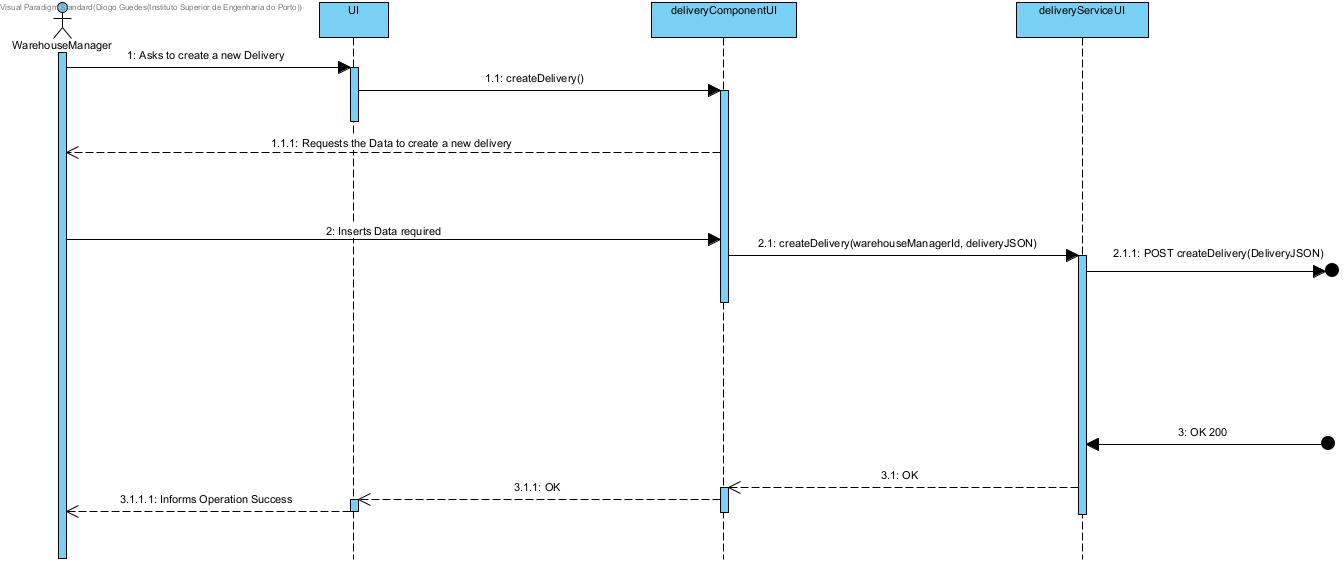 Visual Paradigm Standard(Diogo Guedes(Instituto Superior de Engenharia do Porto))
UI
deliveryComponentUI
deliveryServiceUI
WarehouseManager
1: Asks to create a new Delivery
1.1: createDelivery()
1.1.1: Requests the Data to create a new delivery
2: Inserts Data required
2.1: createDelivery(warehouseManagerId, deliveryJSON)
2.1.1: POST createDelivery(DeliveryJSON)
3: OK 200
3.1: OK
3.1.1: OK
3.1.1.1: Informs Operation Success